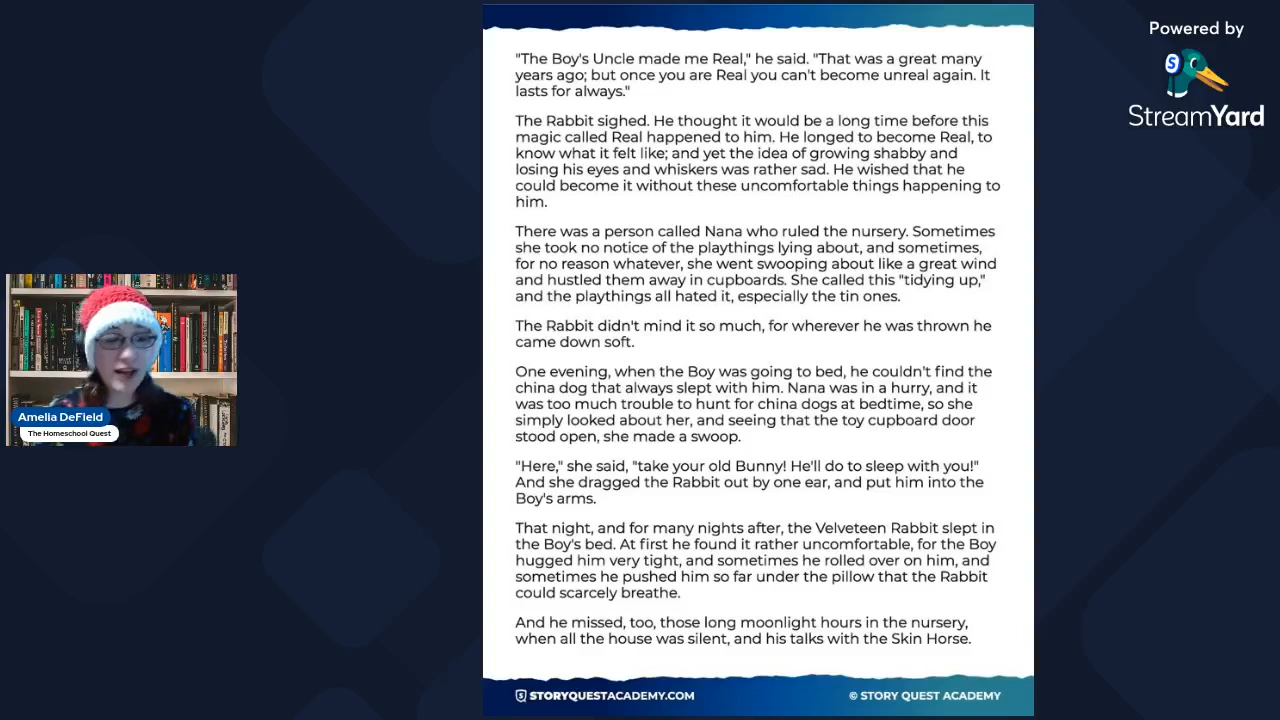 "The Boy's Uncle made me Real," he said. "That was a great many
years ago; but once you are Real you can't become unreal again. It
lasts for always."
The Rabbit sighed. He thought it would be a long time before this
magic called Real happened to him. He longed to become Real, to
know what it felt like; and yet the idea of growing shabby and
losing his eyes and whiskers was rather sad. He wished that he
could become it without these uncomfortable things happening to
him.
There was a person called Nana who ruled the nursery. Sometimes
she took no notice of the playthings lying about, and sometimes,
for no reason whatever, she went swooping about like a great wind
and hustled them away in cupboards. She called this "tidying up,"
and the playthings all hated it, especially the tin ones.
The Rabbit didn't mind it so much, for wherever he was thrown he
came down soft.
One evening, when the Boy was going to bed, he couldn't find the
china dog that always slept with him. Nana was in a hurry, and it
was too much trouble to hunt for china dogs at bedtime, so she
simply looked about her, and seeing that the toy cupboard door
stood open, she made a swoop.
"Here," she said, "take your old Bunny! He'll do to sleep with you!"
And she dragged the Rabbit out by one ear, and put him into the
Boy's arms.
That night, and for many nights after, the Velveteen Rabbit slept in
the Boy's bed. At first he found it rather uncomfortable, for the Boy
hugged him very tight, and sometimes he rolled over on him, and
sometimes he pushed him so far under the pillow that the Rabbit
could scarcely breathe.
And he missed, too, those long moonlight hours in the nursery,
when all the house was silent, and his talks with the Skin Horse.
STORYQUESTACADEMY.COM
© STORY QUEST ACADEMY
Powered by
StreamYard
Amelia DeField
The Homeschool Quest